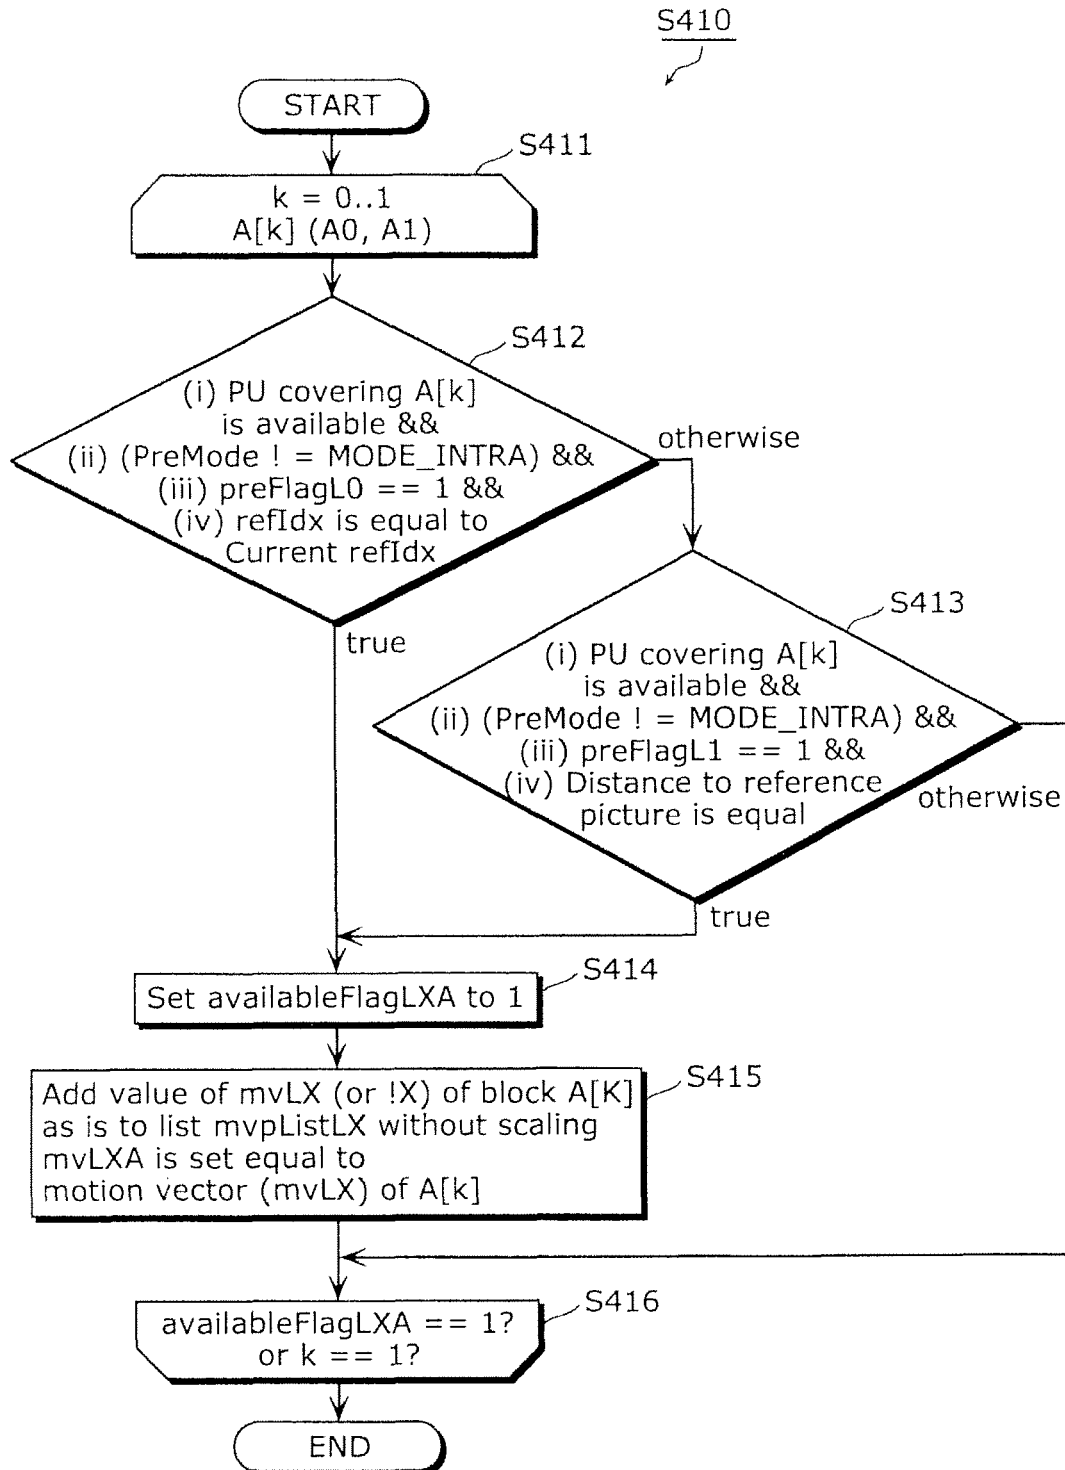 S410
START
S411
k = 0..1
A[k] (A0, A1)
S412
(i) PU covering A[k]
is available &&
(ii) (PreMode ! = MODE_INTRA) &&
(iii) preFlagL0 == 1 &&
(iv) refIdx is equal to
Current refIdx
otherwise
true
S413
(i) PU covering A[k]
is available &&
(ii) (PreMode ! = MODE_INTRA) &&
(iii) preFlagL1 == 1 &&
(iv) Distance to reference
picture is equal
otherwise
true
S414
Set availableFlagLXA to 1
S415
Add value of mvLX (or !X) of block A[K]
as is to list mvpListLX without scaling
mvLXA is set equal to
motion vector (mvLX) of A[k]
S416
availableFlagLXA == 1?
or k == 1?
END